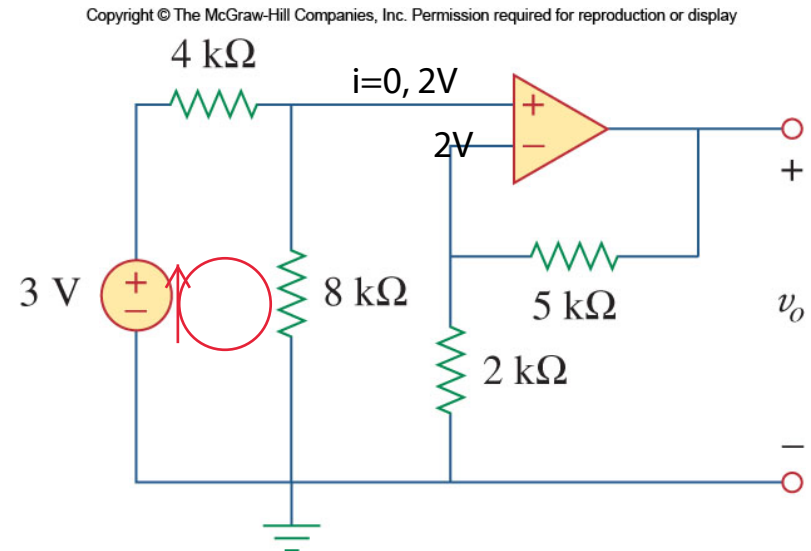 Copyright © The McGraw-Hill Companies, Inc. Permission required for reproduction or display
4 kΩ
i=0, 2V
+
2V
−
+
3 V
+
−
8 kΩ
5 kΩ
vo
2 kΩ
−